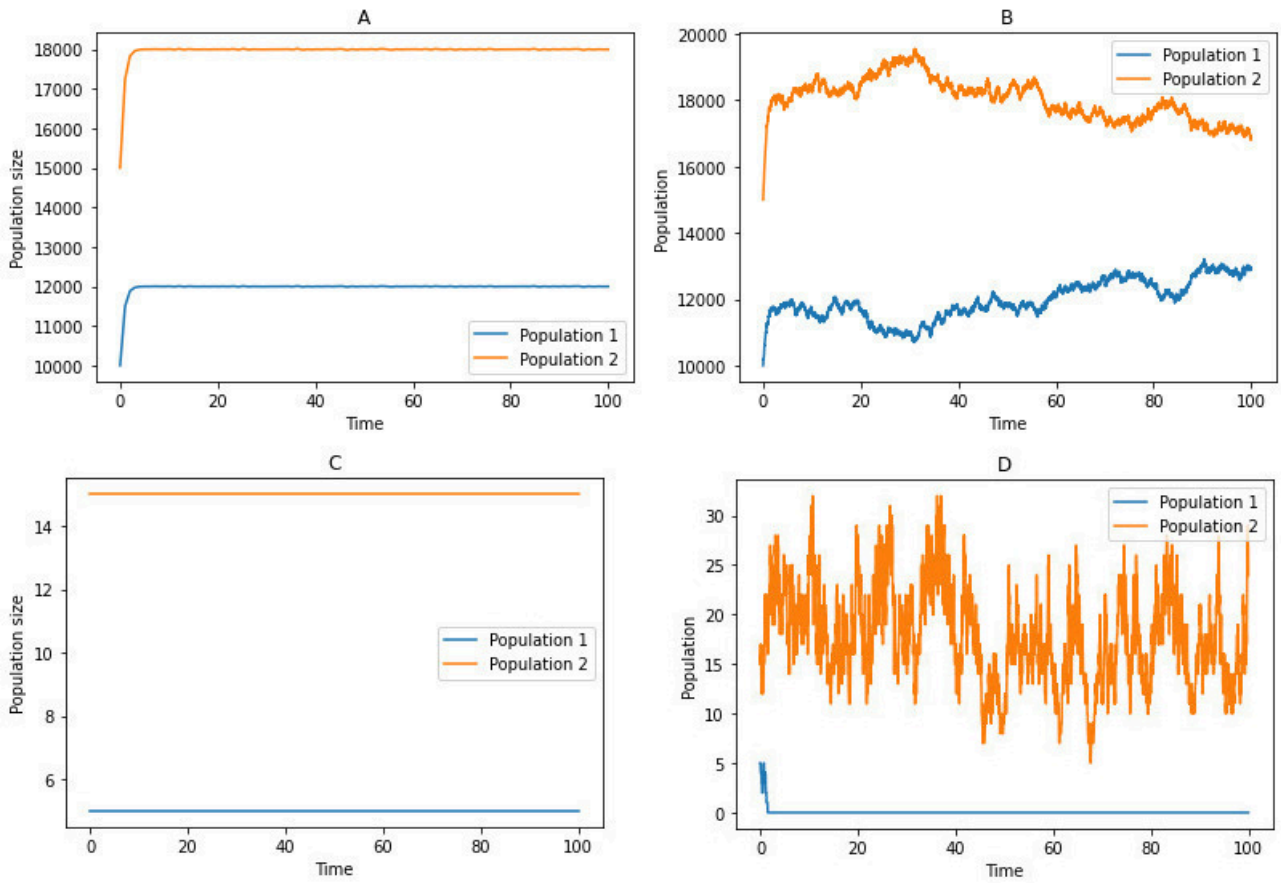 A
Population size
18000
17000
16000
15000
14000
13000
12000
11000
10000
0 20 40 60 80 100
Time
Population 1
Population 2
B
Population
20000
18000
16000
14000
12000
10000
0 20 40 60 80 100
Time
Population 1
Population 2
C
Population size
14
12
10
8
6
0 20 40 60 80 100
Time
Population 1
Population 2
D
Population
30
25
20
15
10
5
0
0 20 40 60 80 100
Time
Population 1
Population 2